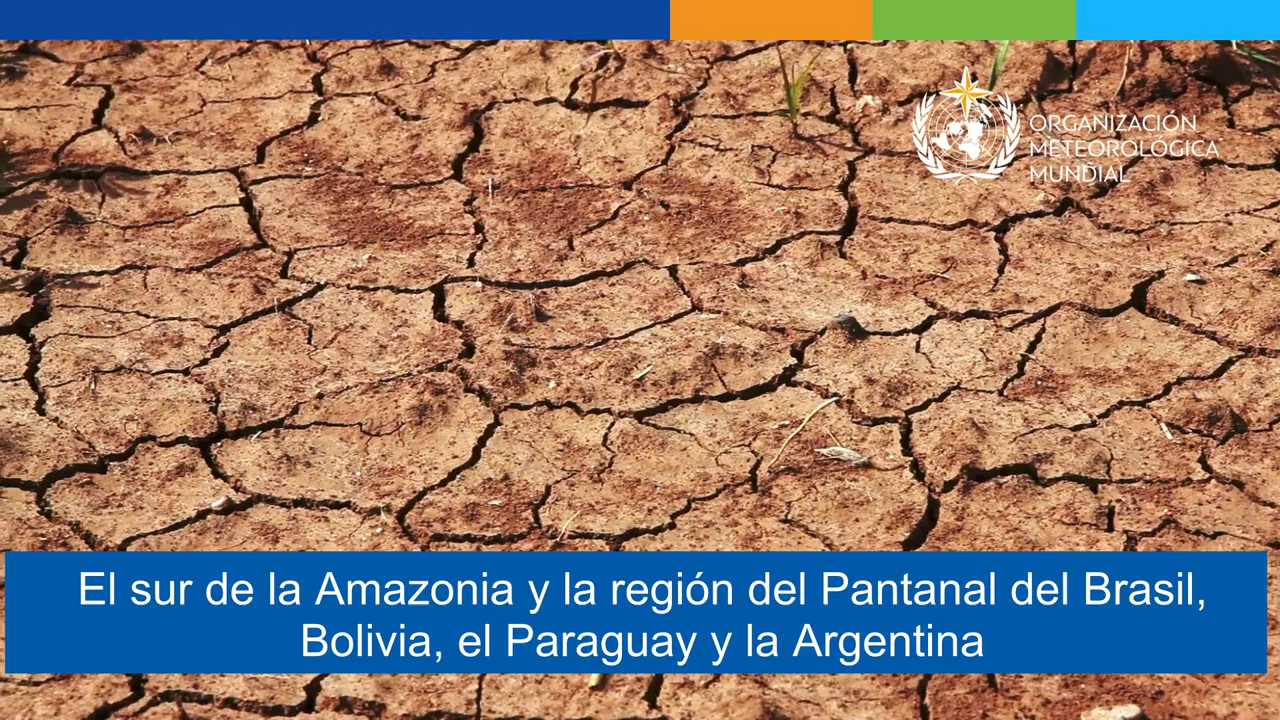 ORGANIZACIÓN
METEOROLÓGICA
MUNDIAL
El sur de la Amazonia y la región del Pantanal del Brasil,
Bolivia, el Paraguay y la Argentina